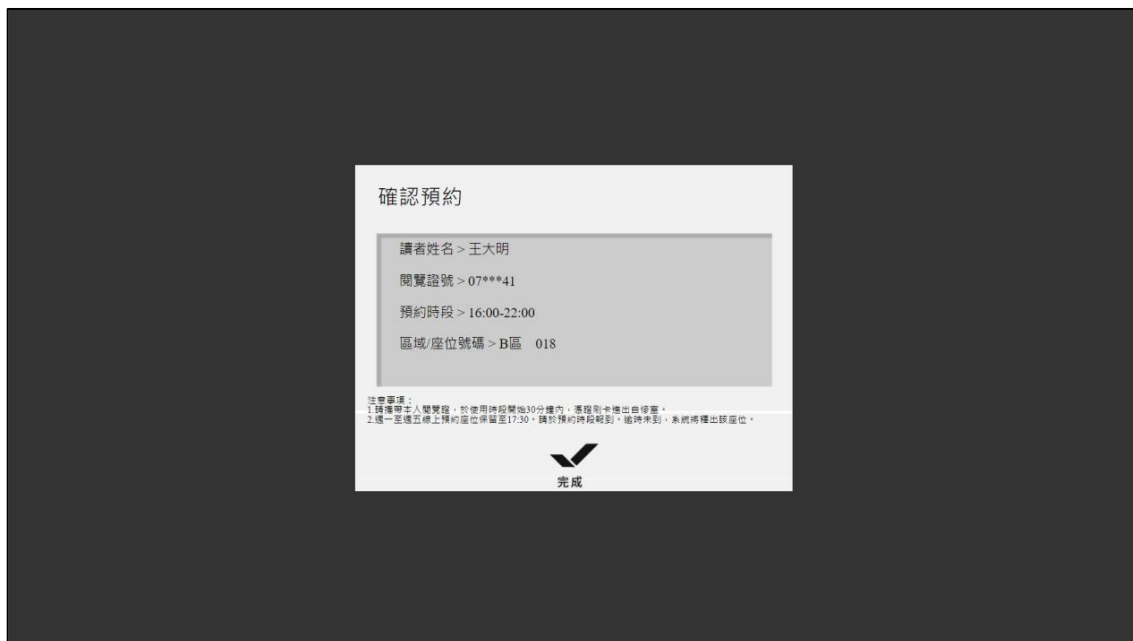 確認預約
讀者姓名 > 王大明
閱覽證號 > 07***41
預約時段 > 16:00-22:00
區域/座位號碼 > B區 018
注意事項：
1.請攜帶本人閱覽證，於使用時段開始30分鐘內，憑證刷卡進出自修室。
2.週一至週五線上預約座位保留至17:30，請於預約時段報到，逾時未到，系統將釋出該座位。
完成